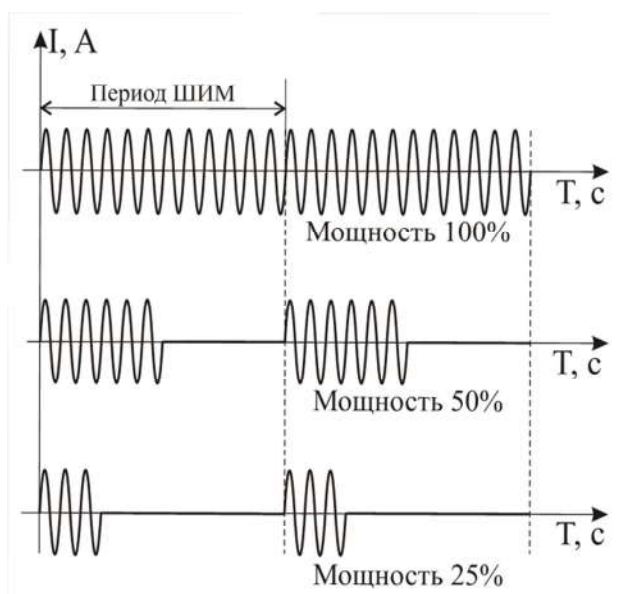 I, А
Период ШИМ
Т, с
Мощность 100%
Т, с
Мощность 50%
Т, с
Мощность 25%